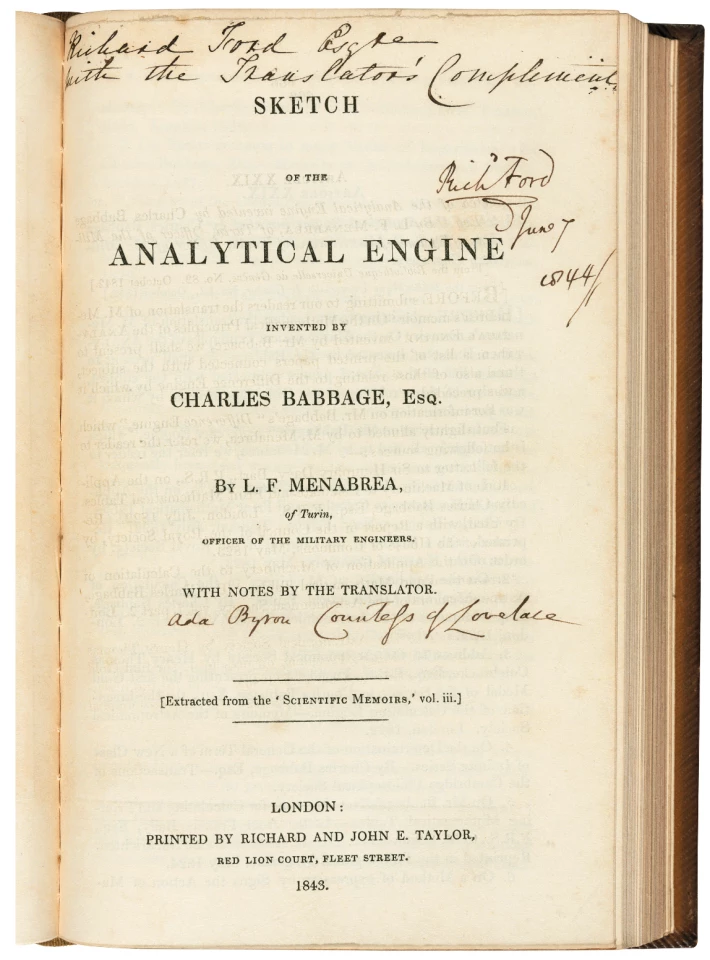 Richard Ford Esqre
with the Translator's Compliments
SKETCH
OF THE
Rich^d Ford
ANALYTICAL ENGINE
June 7
1844
INVENTED BY
CHARLES BABBAGE, Esq.
By L. F. MENABREA,
of Turin,
OFFICER OF THE MILITARY ENGINEERS.
WITH NOTES BY THE TRANSLATOR.
Ada Byron Countess of Lovelace
[Extracted from the ‘Scientific Memoirs,’ vol. iii.]
LONDON:
PRINTED BY RICHARD AND JOHN E. TAYLOR,
RED LION COURT, FLEET STREET.
1843.